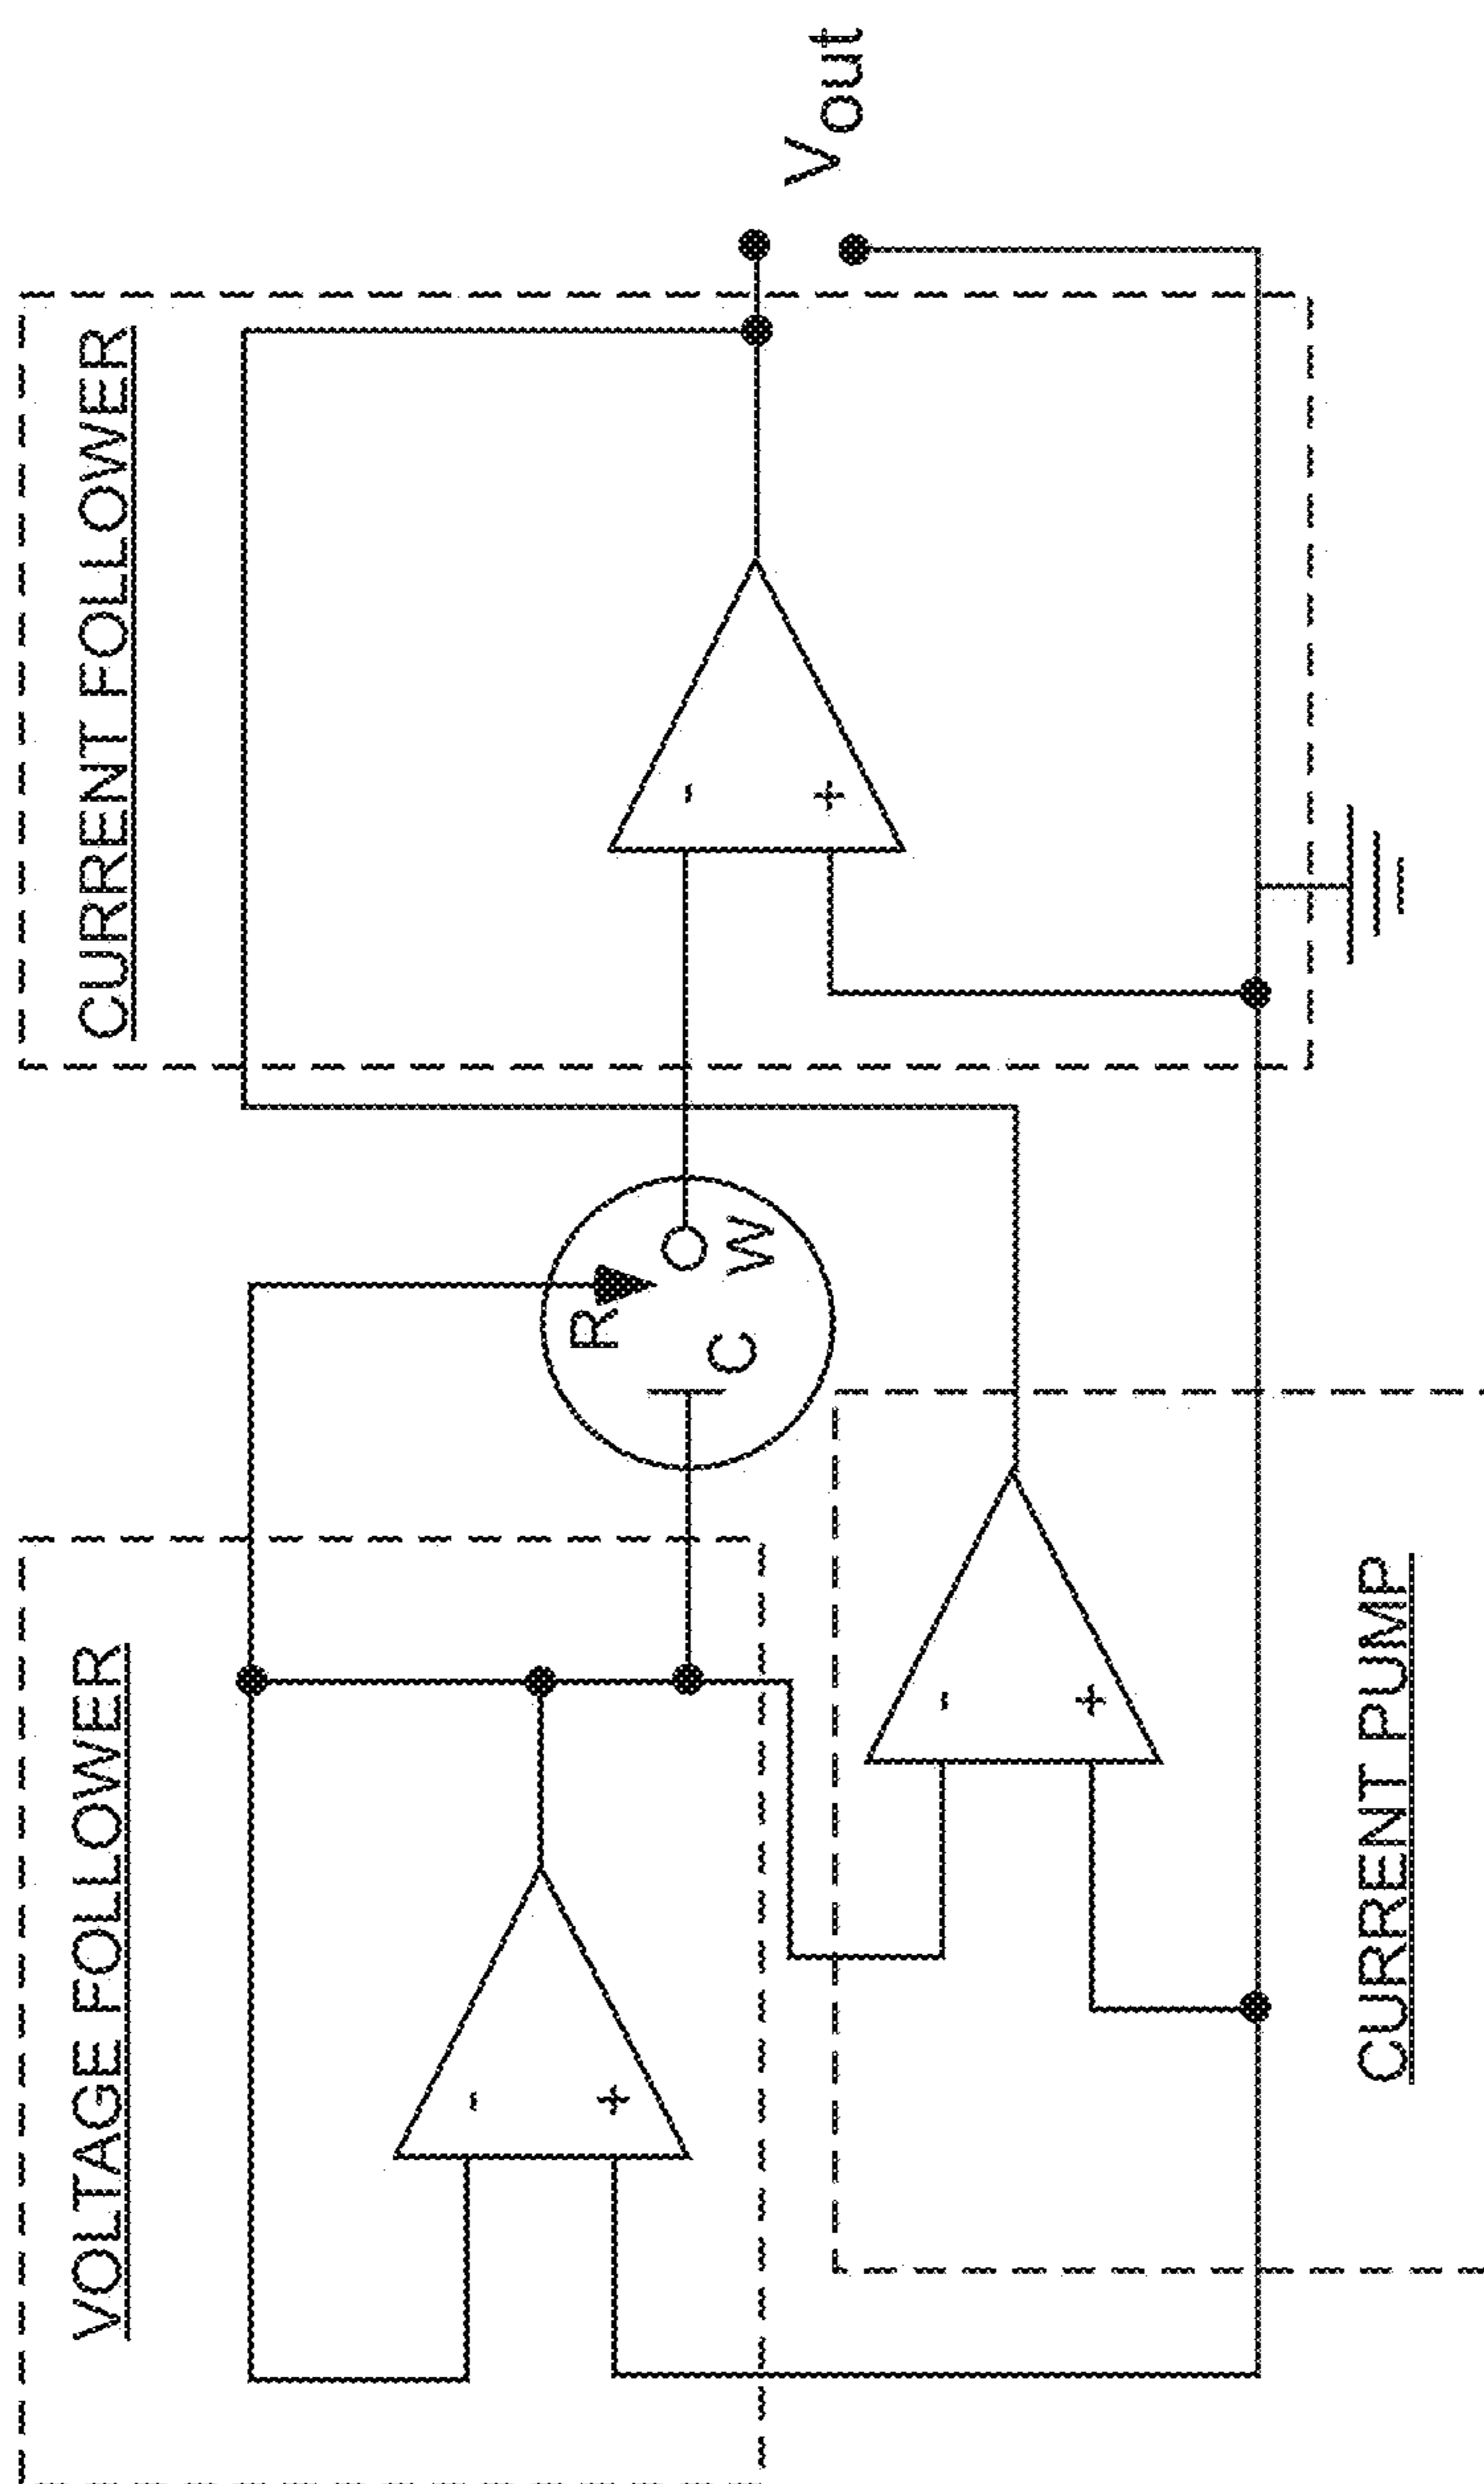 VOLTAGE FOLLOWER
CURRENT FOLLOWER
-
+
R
C
W
-
+
Vout
-
+
CURRENT PUMP